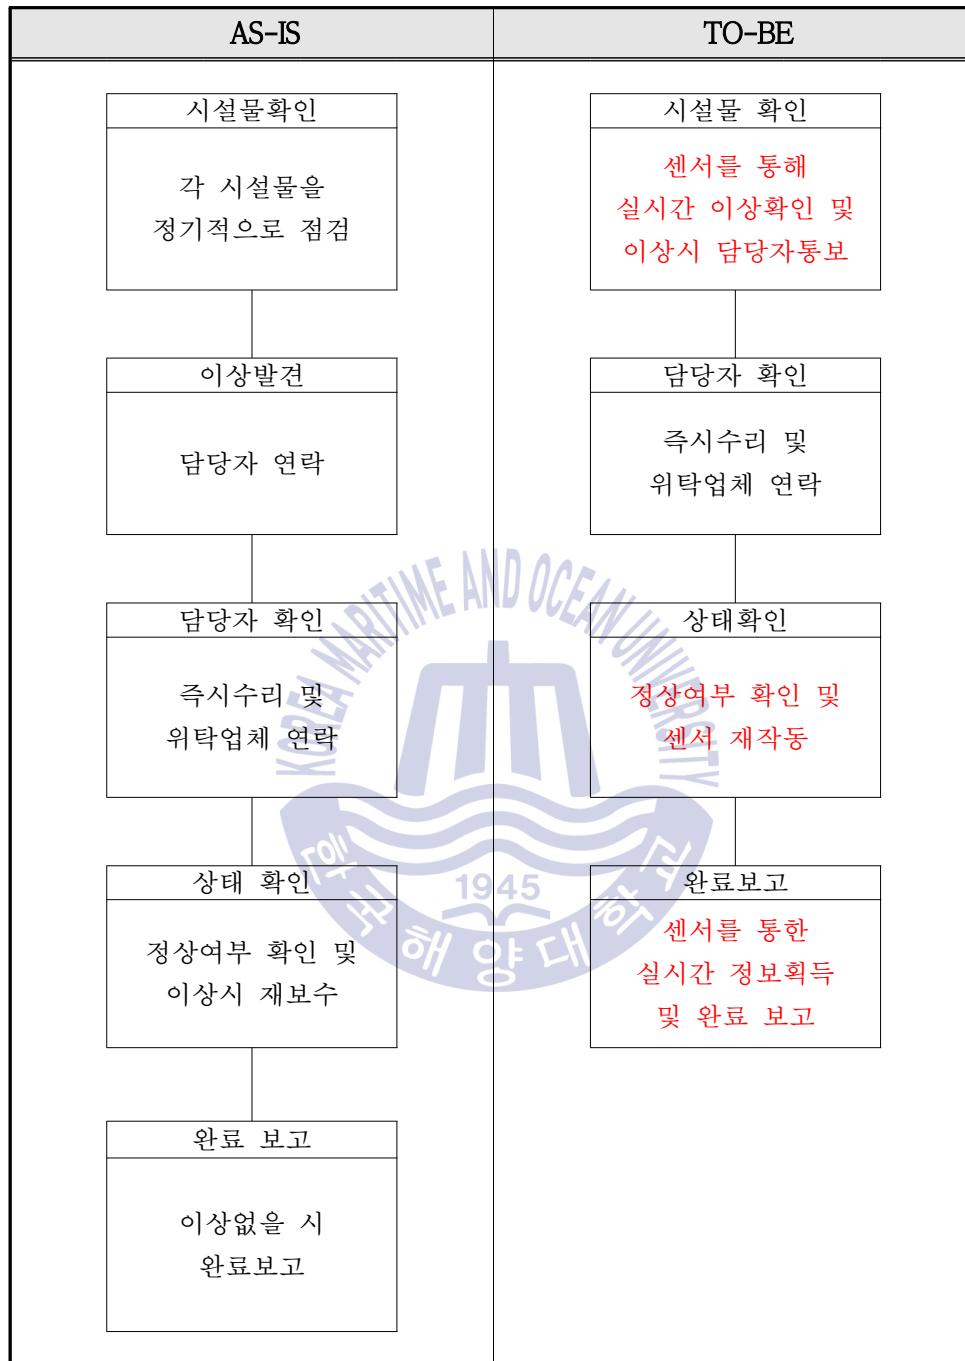 AS-IS
시설물확인
각 시설물을
정기적으로 점검
이상발견
담당자 연락
담당자 확인
즉시수리 및
위탁업체 연락
상태 확인
정상여부 확인 및
이상시 재보수
완료 보고
이상없을 시
완료보고
TO-BE
시설물 확인
센서를 통해
실시간 이상확인 및
이상시 담당자통보
담당자 확인
즉시수리 및
위탁업체 연락
상태확인
정상여부 확인 및
센서 재작동
완료보고
센서를 통한
실시간 정보획득
및 완료 보고
KOREA MARITIME AND OCEAN UNIVERSITY
1945
한국해양대학교